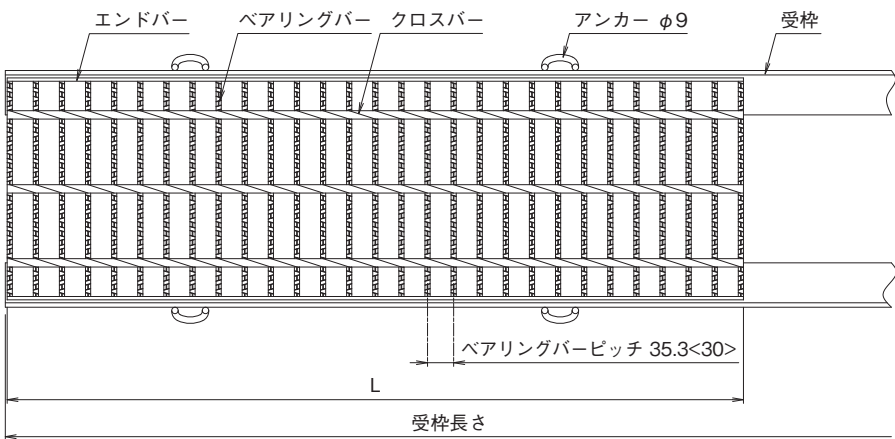 エンドバー
ベアリングバー
クロスバー
アンカー φ9
受枠
ベアリングバーピッチ 35.3<30>
L
受枠長さ